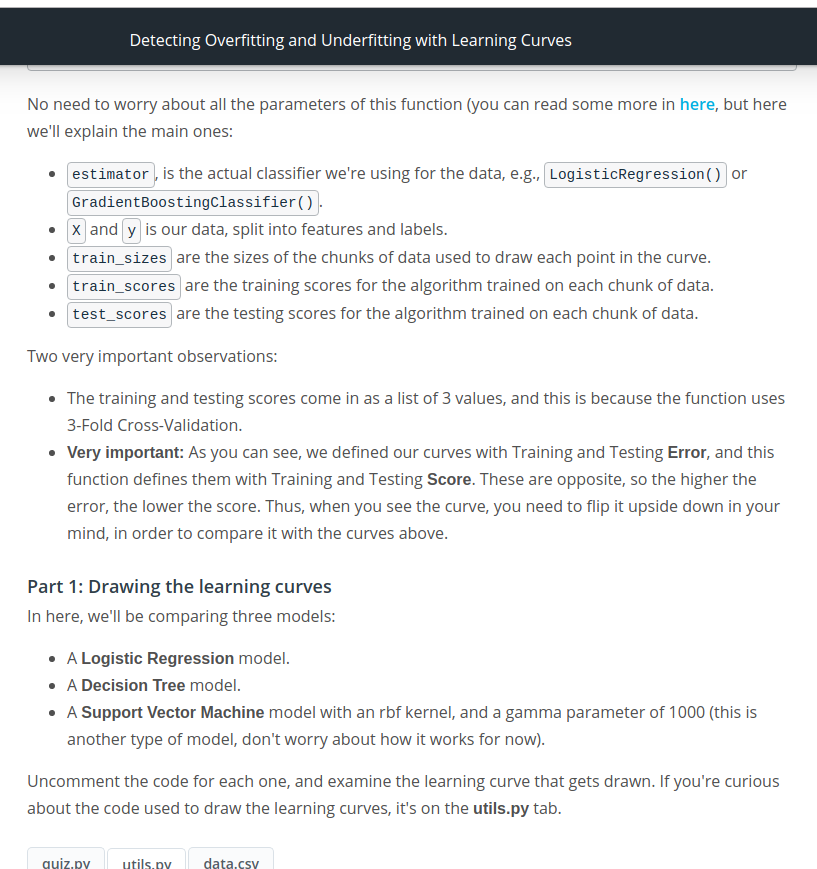 Detecting Overfitting and Underfitting with Learning Curves
No need to worry about all the parameters of this function (you can read some more in here, but here
we'll explain the main ones:
• estimator , is the actual classifier we're using for the data, e.g., LogisticRegression() or
GradientBoostingClassifier() .
• X and y is our data, split into features and labels.
• train_sizes are the sizes of the chunks of data used to draw each point in the curve.
• train_scores are the training scores for the algorithm trained on each chunk of data.
• test_scores are the testing scores for the algorithm trained on each chunk of data.
Two very important observations:
• The training and testing scores come in as a list of 3 values, and this is because the function uses
3-Fold Cross-Validation.
• Very important: As you can see, we defined our curves with Training and Testing Error, and this
function defines them with Training and Testing Score. These are opposite, so the higher the
error, the lower the score. Thus, when you see the curve, you need to flip it upside down in your
mind, in order to compare it with the curves above.
Part 1: Drawing the learning curves
In here, we'll be comparing three models:
• A Logistic Regression model.
• A Decision Tree model.
• A Support Vector Machine model with an rbf kernel, and a gamma parameter of 1000 (this is
another type of model, don't worry about how it works for now).
Uncomment the code for each one, and examine the learning curve that gets drawn. If you're curious
about the code used to draw the learning curves, it's on the utils.py tab.
quiz.py utils.py data.csv